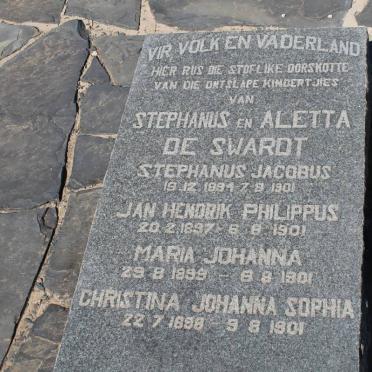 VIR VOLK EN VADERLAND
HIER RUS DIE STOFLIKE OORSKOTTE
VAN DIE ONTSLAPE KINDERTJIES
VAN
STEPHANUS EN ALETTA
DE SWARDT
STEPHANUS JACOBUS
19.12.1894 7.9.1901
JAN HENDRIK PHILIPPUS
20.2.1897 - 6.8.1901
MARIA JOHANNA
29.8.1899 - 8.8.1901
CHRISTINA JOHANNA SOPHIA
22.7.1898 - 9.8.1901